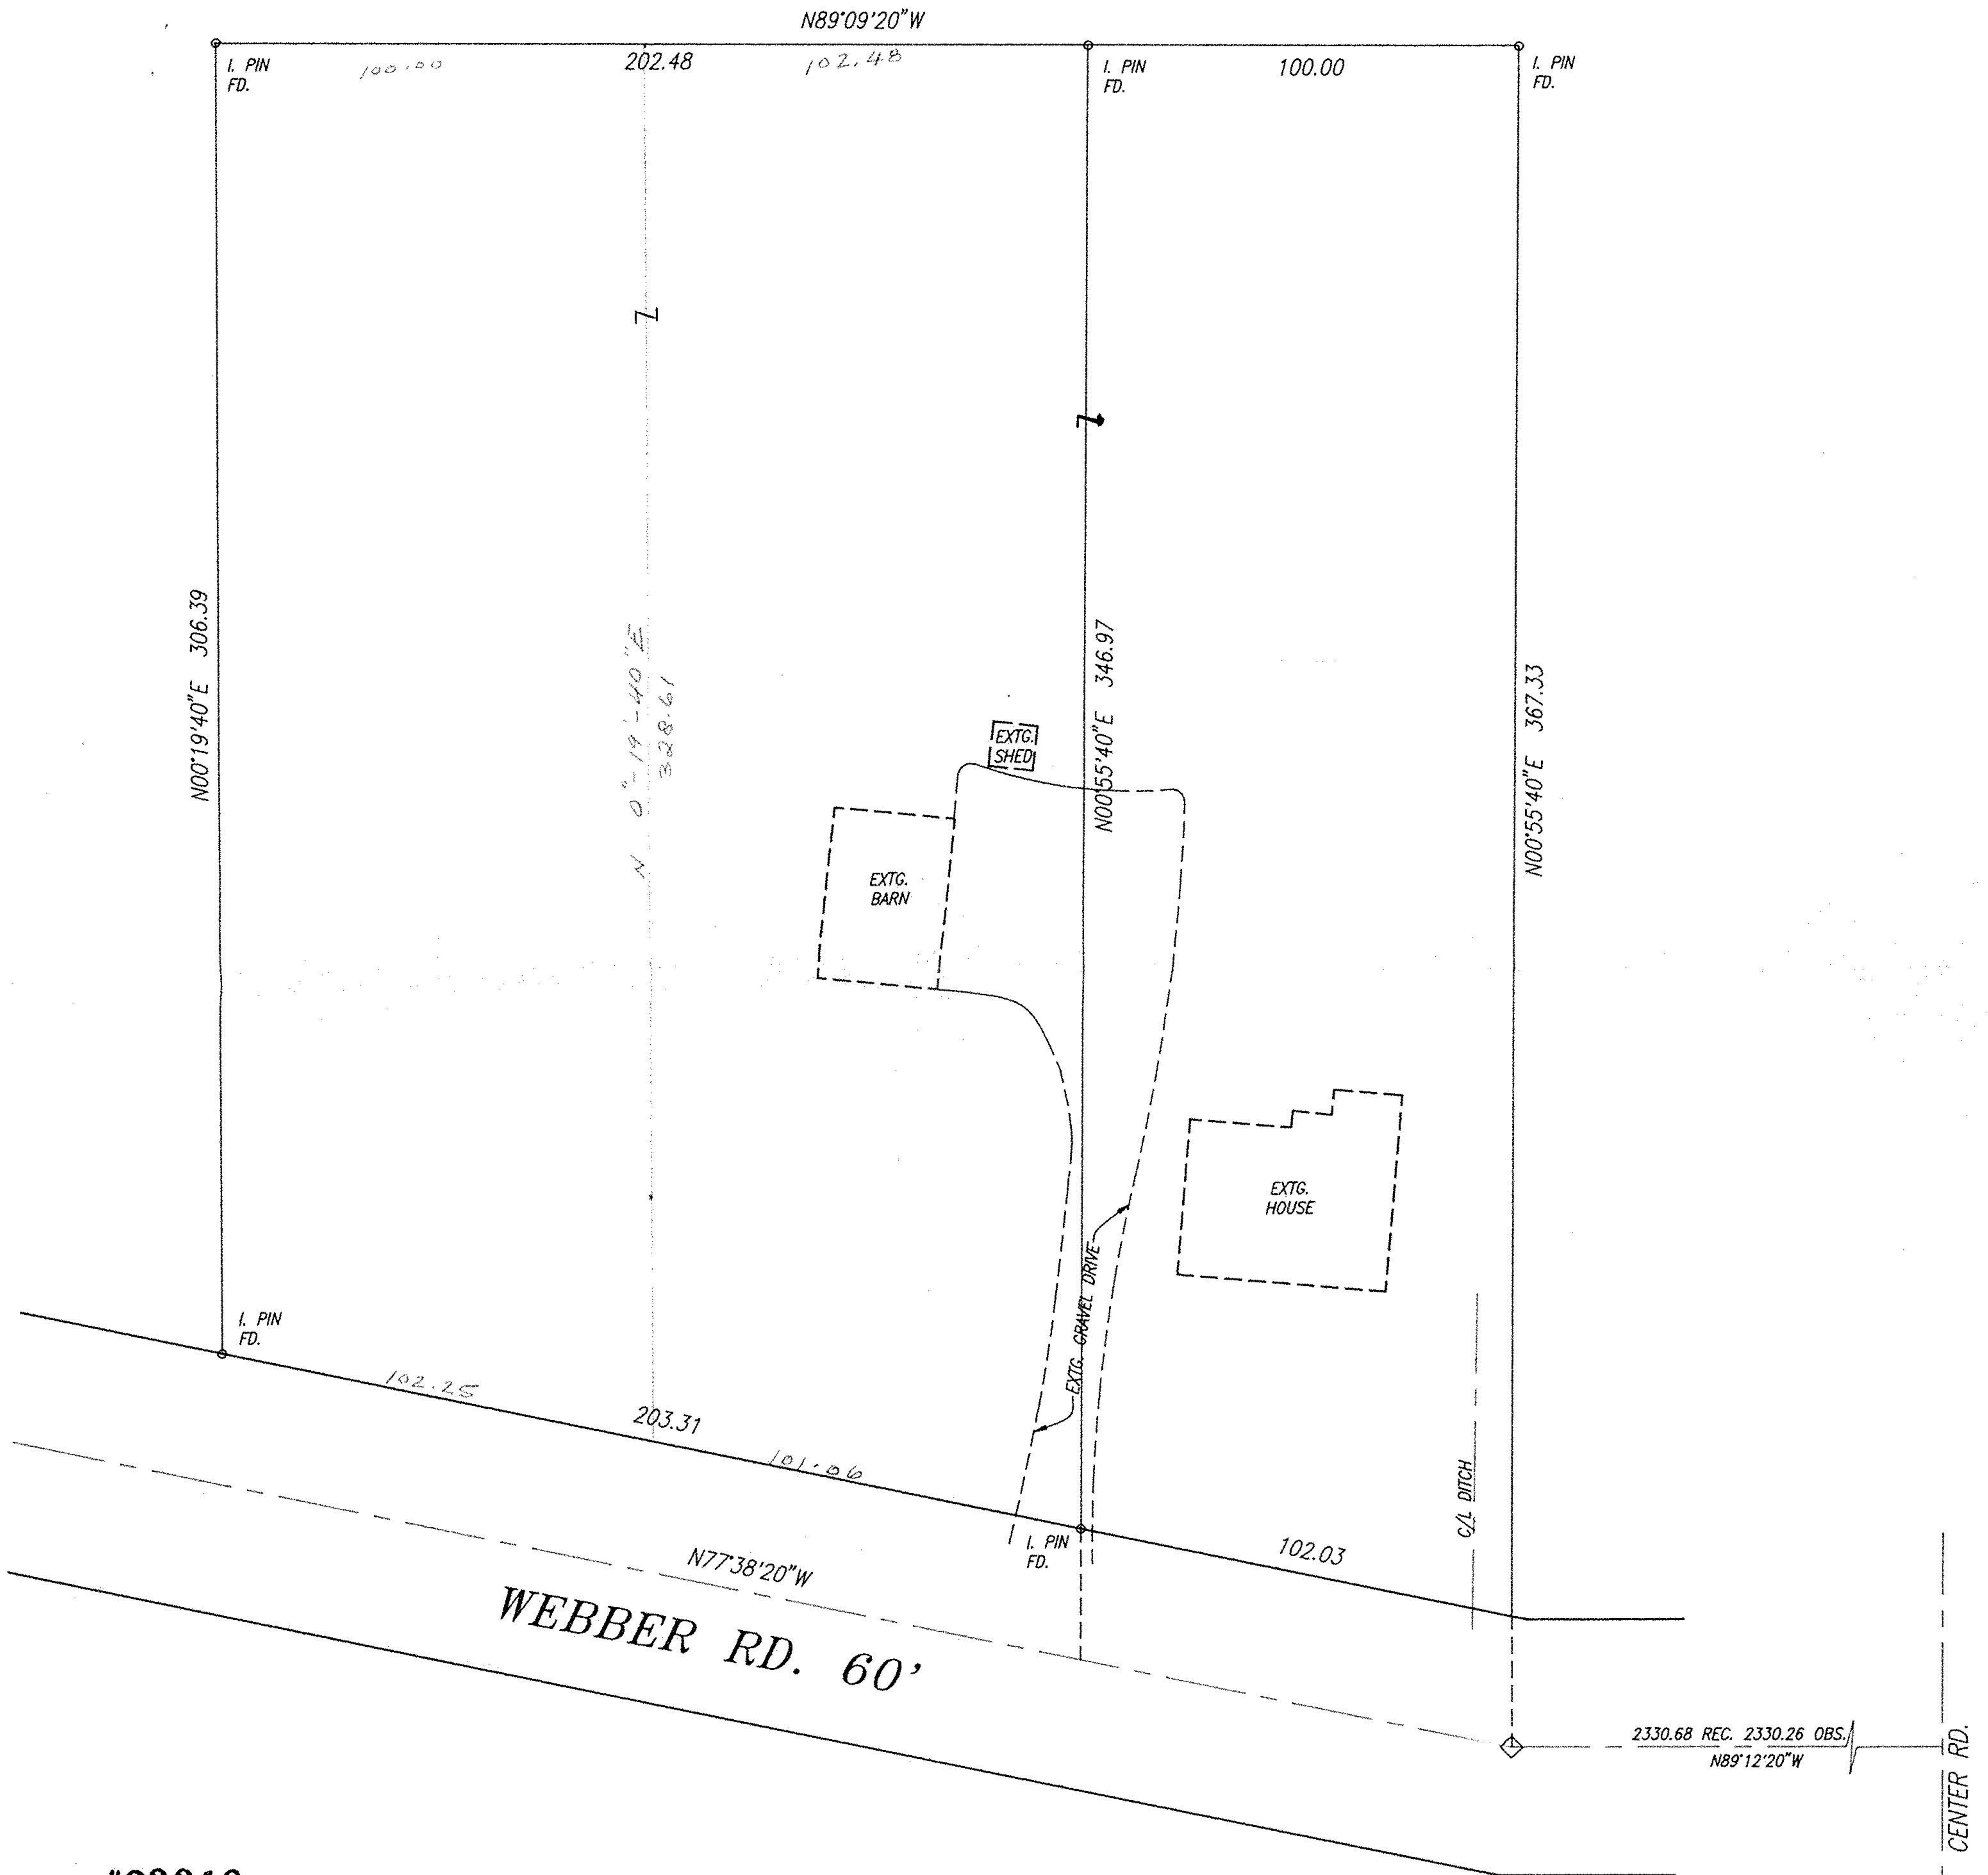 N89°09'20"W
I. PIN
FD.
100.00
202.48
102.48
I. PIN
FD.
100.00
I. PIN
FD.
N00°19'40"E 306.39
N 0°-19'-40"E
328.61
N00°55'40"E 346.97
N00°55'40"E 367.33
EXTG.
SHED
EXTG.
BARN
EXTG.
HOUSE
EXTG. GRAVEL DRIVE
I. PIN
FD.
102.25
203.31
101.06
I. PIN
FD.
102.03
C/L DITCH
N77°38'20"W
WEBBER RD. 60'
2330.68 REC. 2330.26 OBS.
N89°12'20"W
CENTER RD.